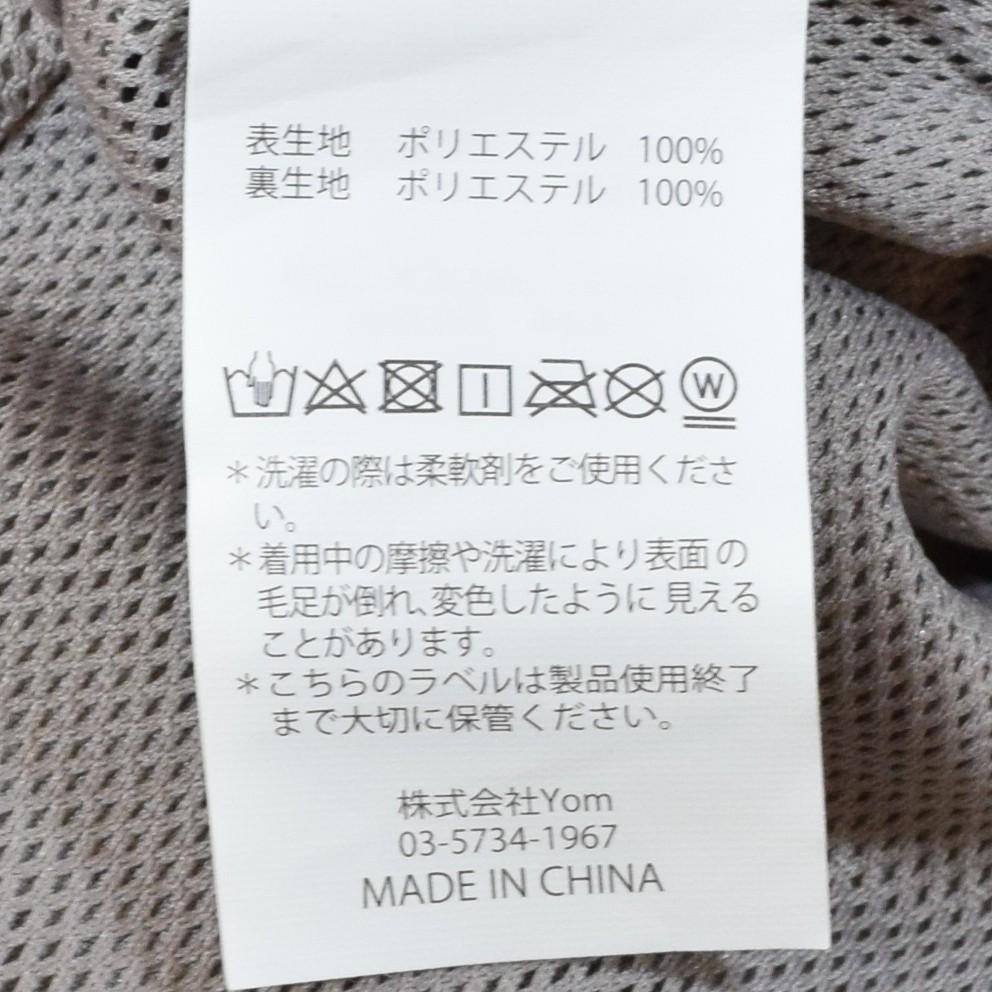 表生地 ポリエステル 100%
裏生地 ポリエステル 100%
W
＊洗濯の際は柔軟剤をご使用くださ
い。
＊着用中の摩擦や洗濯により表面の
毛足が倒れ、変色したように見える
ことがあります。
＊こちらのラベルは製品使用終了
まで大切に保管ください。
株式会社Yom
03-5734-1967
MADE IN CHINA